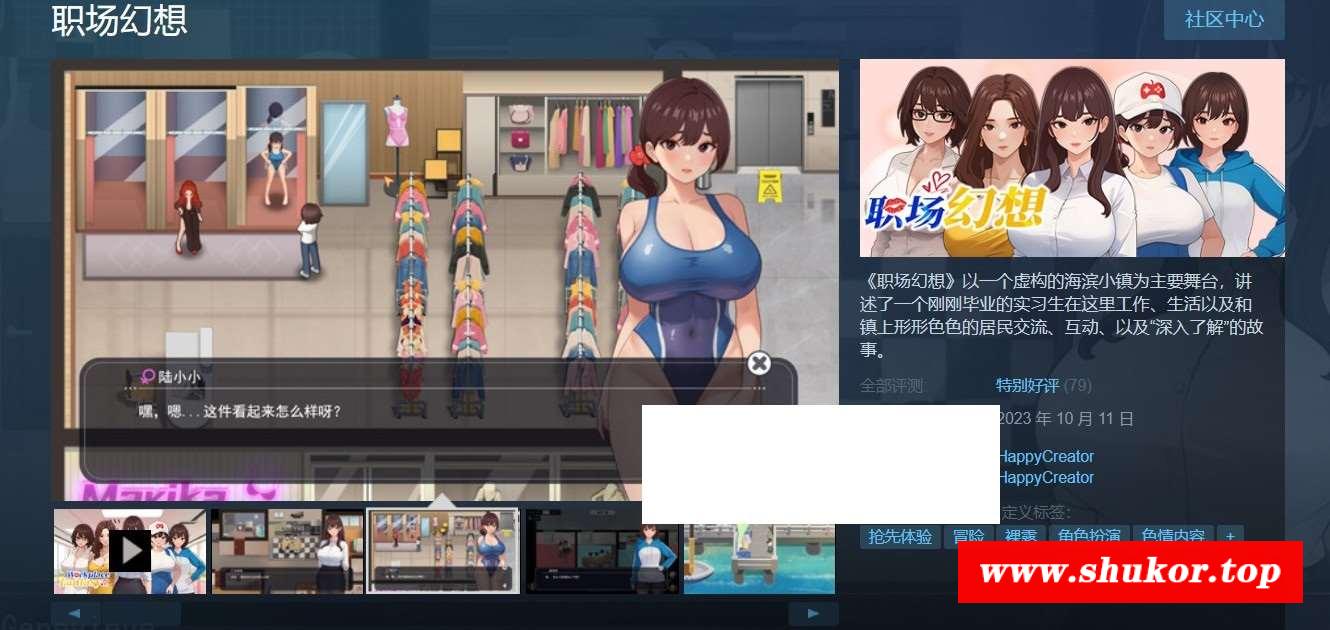 职场幻想
社区中心
陆小小
嘿，嗯...这件看起来怎么样呀？
Marika
职场幻想
《职场幻想》以一个虚构的海滨小镇为主要舞台，讲
述了一个刚刚毕业的实习生在这里工作、生活以及和
镇上形形色色的居民交流、互动、以及“深入了解”的故
事。
全部评测
特别好评 (79)
2023 年 10 月 11 日
HappyCreator
HappyCreator
定义标签：
抢先体验
冒险
裸露
角色扮演
色情内容
+
Workplace
Fantasy
www.shukor.top